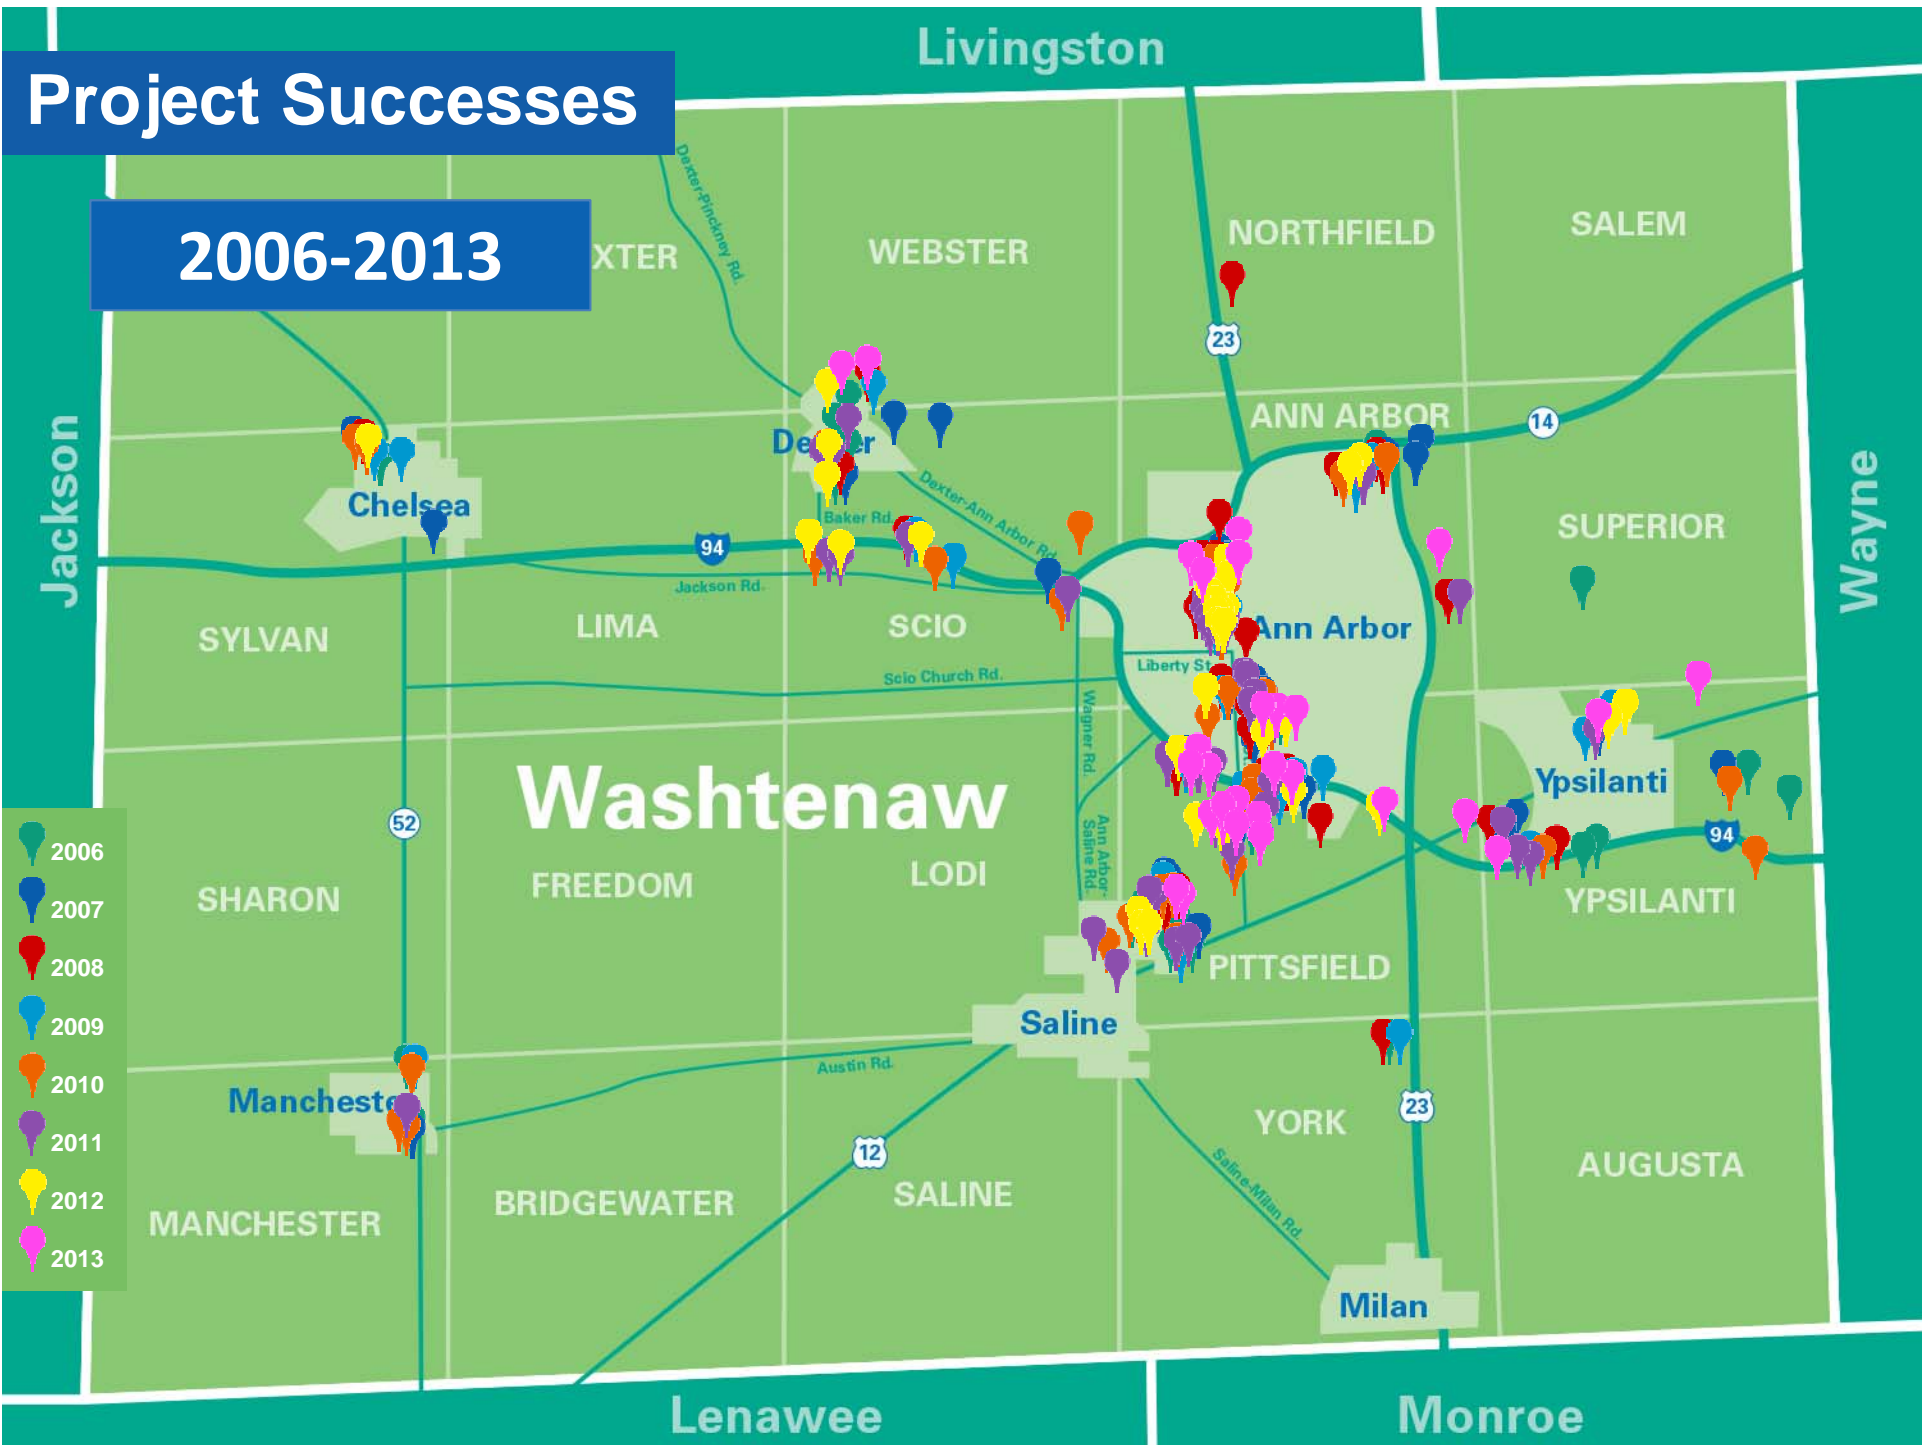 Livingston
Project Successes
2006-2013
XTER
Dexter-Pinckney Rd.
WEBSTER
NORTHFIELD
SALEM
23
ANN ARBOR
14
Jackson
Chelsea
Baker Rd.
Dexter-Ann Arbor Rd.
94
Jackson Rd.
SUPERIOR
Wayne
SYLVAN
LIMA
SCIO
Ann Arbor
Liberty St.
Scio Church Rd.
Wagner Rd.
Washtenaw
Ypsilanti
52
94
Ann Arbor-
Saline Rd.
SHARON
FREEDOM
LODI
YPSILANTI
PITTSFIELD
2006
2007
2008
2009
2010
2011
2012
2013
Saline
Austin Rd.
Mancheste
12
23
YORK
AUGUSTA
MANCHESTER
BRIDGEWATER
SALINE
Saline-Milan Rd.
Milan
Lenawee
Monroe